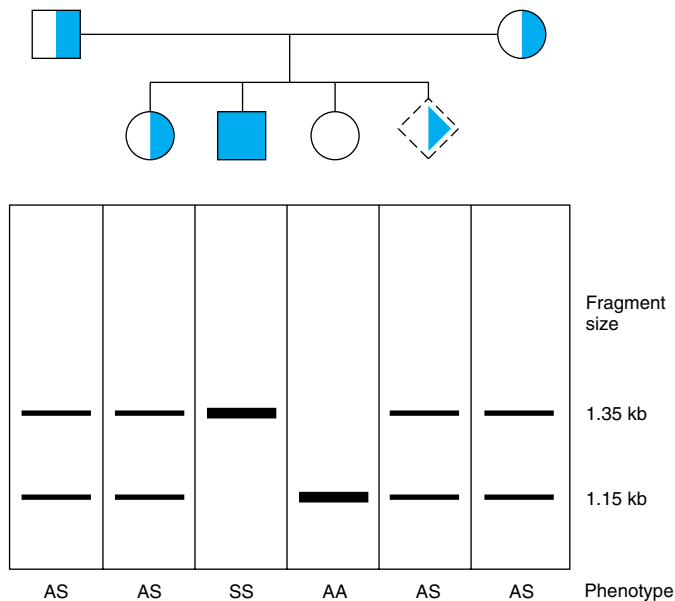 Fragment
size
1.35 kb
1.15 kb
AS AS SS AA AS AS Phenotype